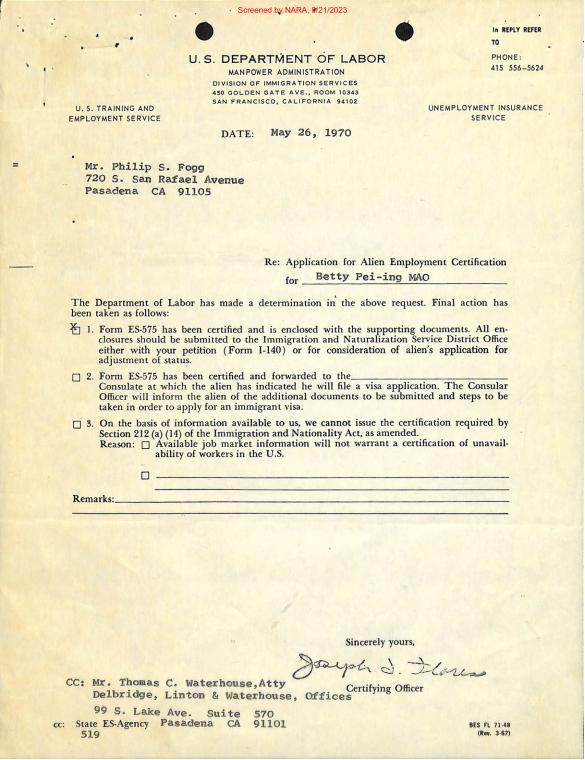 Screened by NARA, 9/21/2023
In REPLY REFER
TO
PHONE:
415 556-5624
U. S. DEPARTMENT OF LABOR
MANPOWER ADMINISTRATION
DIVISION OF IMMIGRATION SERVICES
450 GOLDEN GATE AVE., ROOM 10343
SAN FRANCISCO, CALIFORNIA 94102
U. S. TRAINING AND
EMPLOYMENT SERVICE
UNEMPLOYMENT INSURANCE
SERVICE
DATE: May 26, 1970
Mr. Philip S. Fogg
720 S. San Rafael Avenue
Pasadena CA 91105
Re: Application for Alien Employment Certification
for Betty Pei-ing MAO
The Department of Labor has made a determination in the above request. Final action has
been taken as follows:
X 1. Form ES-575 has been certified and is enclosed with the supporting documents. All en-
closures should be submitted to the Immigration and Naturalization Service District Office
either with your petition (Form I-140) or for consideration of alien's application for
adjustment of status.
2. Form ES-575 has been certified and forwarded to the
Consulate at which the alien has indicated he will file a visa application. The Consular
Officer will inform the alien of the additional documents to be submitted and steps to be
taken in order to apply for an immigrant visa.
3. On the basis of information available to us, we cannot issue the certification required by
Section 212 (a) (14) of the Immigration and Nationality Act, as amended.
Reason: Available job market information will not warrant a certification of unavail-
ability of workers in the U.S.
Remarks:
Sincerely yours,
Joseph J. Flores
Certifying Officer
CC: Mr. Thomas C. Waterhouse,Atty
Delbridge, Linton & Waterhouse, Offices
99 S. Lake Ave. Suite 570
cc: State ES-Agency Pasadena CA 91101
519
BES FL 71-48
(Rev. 3-67)